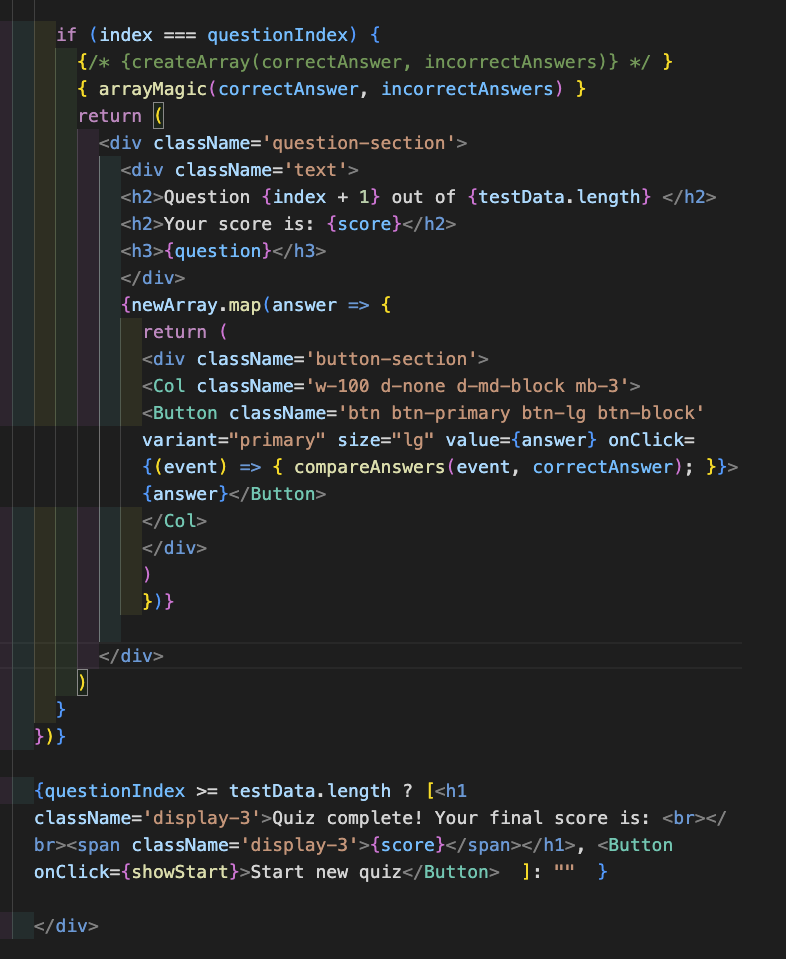 if (index === questionIndex) {
{/* {createArray(correctAnswer, incorrectAnswers)} */ }
{ arrayMagic(correctAnswer, incorrectAnswers) }
return (
<div className='question-section'>
<div className='text'>
<h2>Question {index + 1} out of {testData.length} </h2>
<h2>Your score is: {score}</h2>
<h3>{question}</h3>
</div>
{newArray.map(answer => {
return (
<div className='button-section'>
<Col className='w-100 d-none d-md-block mb-3'>
<Button className='btn btn-primary btn-lg btn-block'
variant="primary" size="lg" value={answer} onClick=
{(event) => { compareAnswers(event, correctAnswer); }}>
{answer}</Button>
</Col>
</div>
)
})}
</div>
)
}
})}
{questionIndex >= testData.length ? [<h1
className='display-3'>Quiz complete! Your final score is: <br></
br><span className='display-3'>{score}</span></h1>, <Button
onClick={showStart}>Start new quiz</Button>  ]: ""  }
</div>